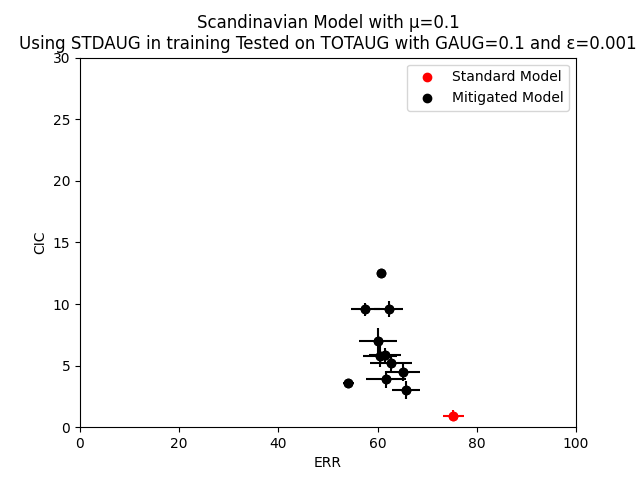 Scandinavian Model with μ=0.1
Using STDAUG in training Tested on TOTAUG with GAUG=0.1 and ε=0.001
Standard Model
Mitigated Model
30
25
20
15
10
5
0
CIC
0 20 40 60 80 100
ERR